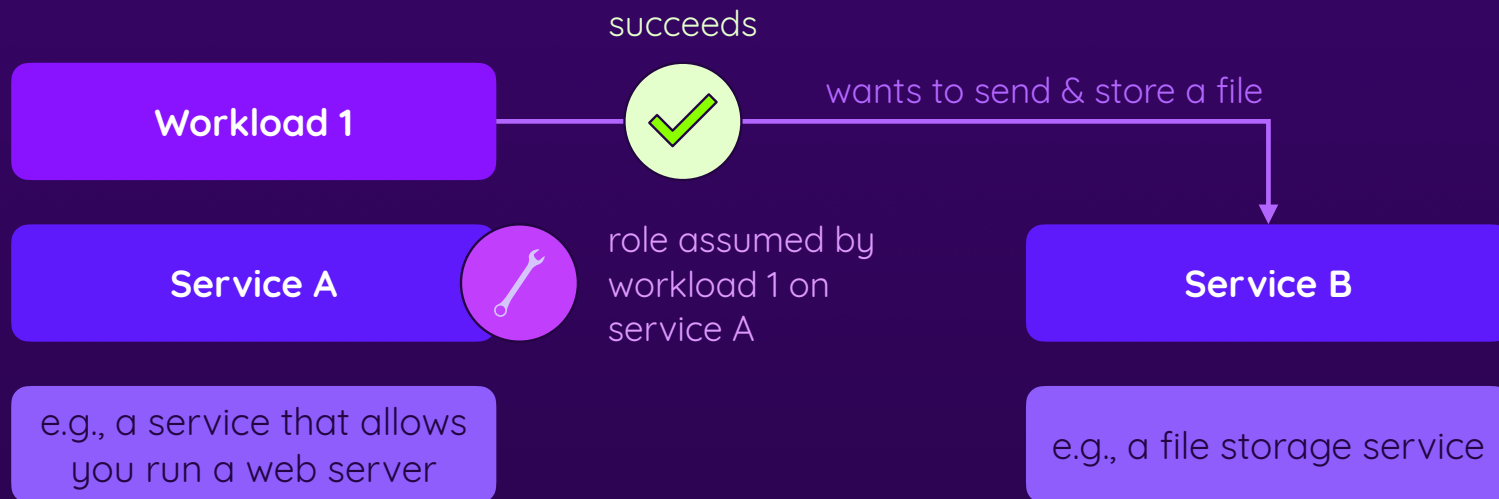 succeeds
Workload 1
wants to send & store a file
Service A
role assumed by
workload 1 on
service A
Service B
e.g., a service that allows
you run a web server
e.g., a file storage service